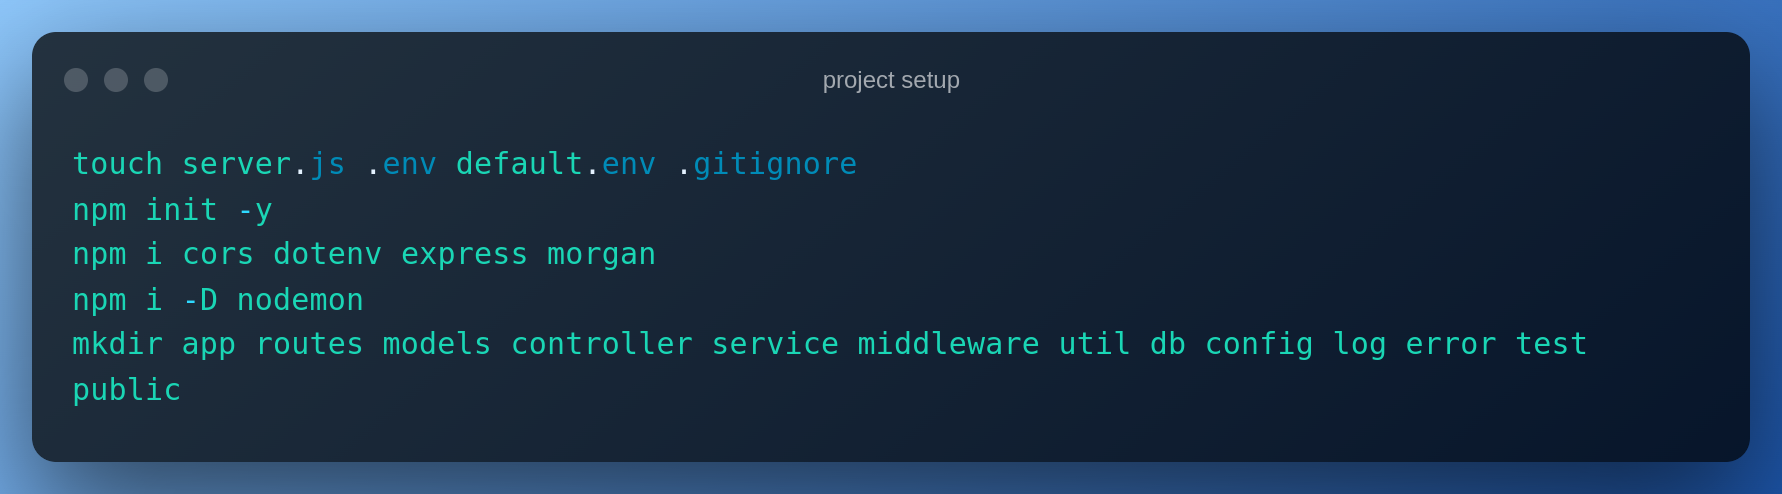 project setup
touch server.js .env default.env .gitignore
npm init -y
npm i cors dotenv express morgan
npm i -D nodemon
mkdir app routes models controller service middleware util db config log error test
public